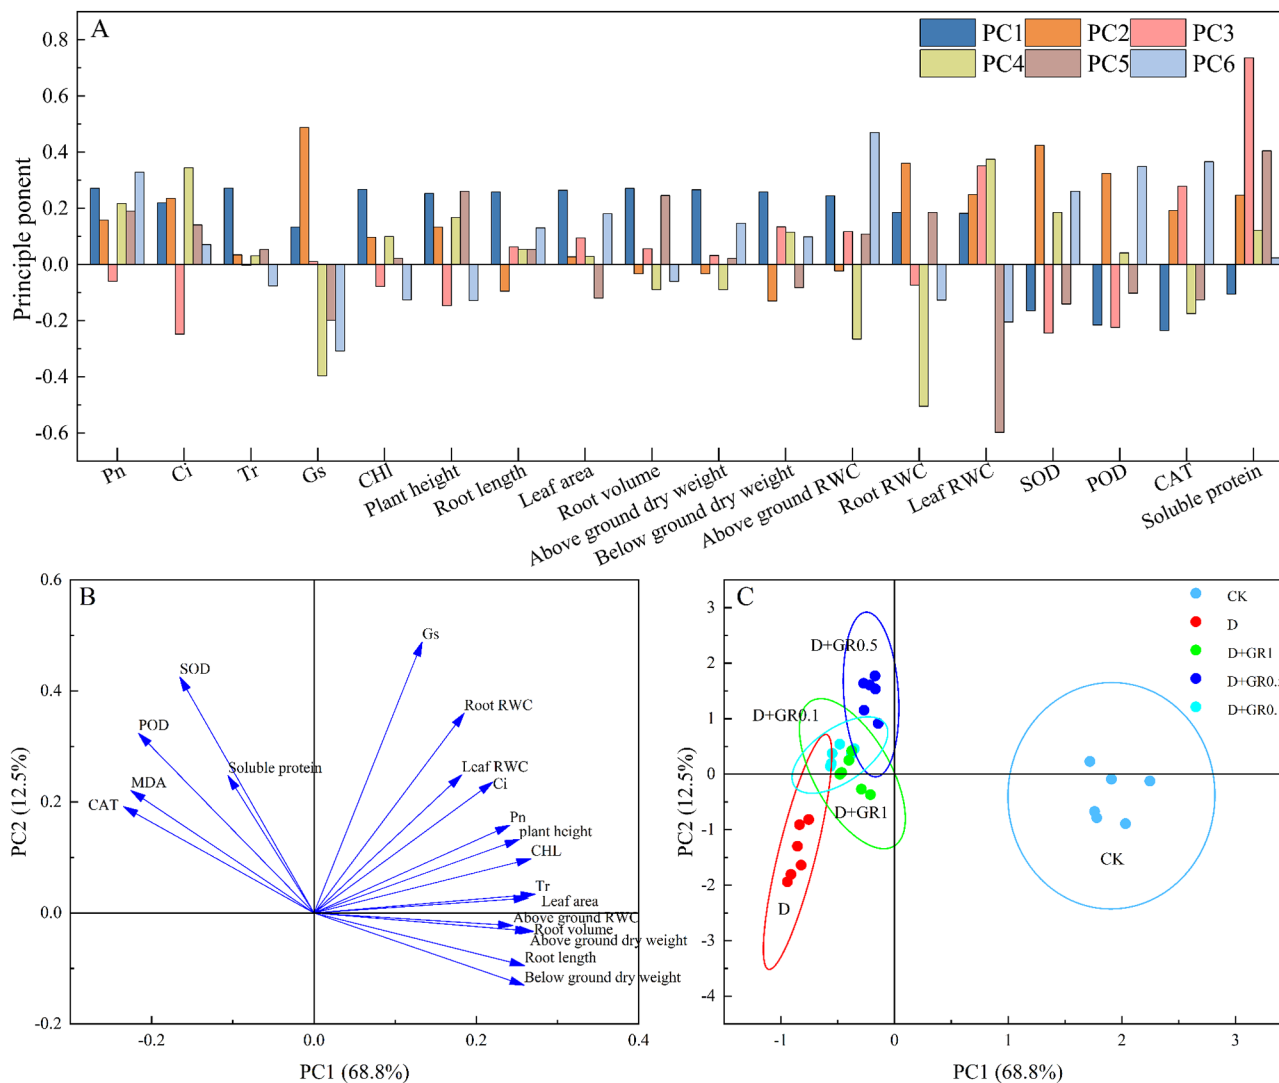 A
PC1 PC2 PC3
PC4 PC5 PC6
Principle ponent
0.8
0.6
0.4
0.2
0.0
-0.2
-0.4
-0.6
Pn
Ci
Tr
Gs
CHl
Plant height
Root length
Leaf area
Root volume
Above ground dry weight
Below ground dry weight
Above ground RWC
Root RWC
Leaf RWC
SOD
POD
CAT
Soluble protein
B
PC2 (12.5%)
0.6
0.4
0.2
0.0
-0.2
Gs
SOD
Root RWC
POD
Leaf RWC
Soluble protein
MDA
Ci
CAT
Pn
plant height
CHL
Tr
Leaf area
Above ground RWC
Root volume
Above ground dry weight
Root length
Below ground dry weight
-0.2 0.0 0.2 0.4
PC1 (68.8%)
C
PC2 (12.5%)
3
2
1
0
-1
-2
-3
-4
CK
D
D+GR1
D+GR0.5
D+GR0.
D+GR0.5
D+GR0.1
D+GR1
CK
D
-1 0 1 2 3
PC1 (68.8%)